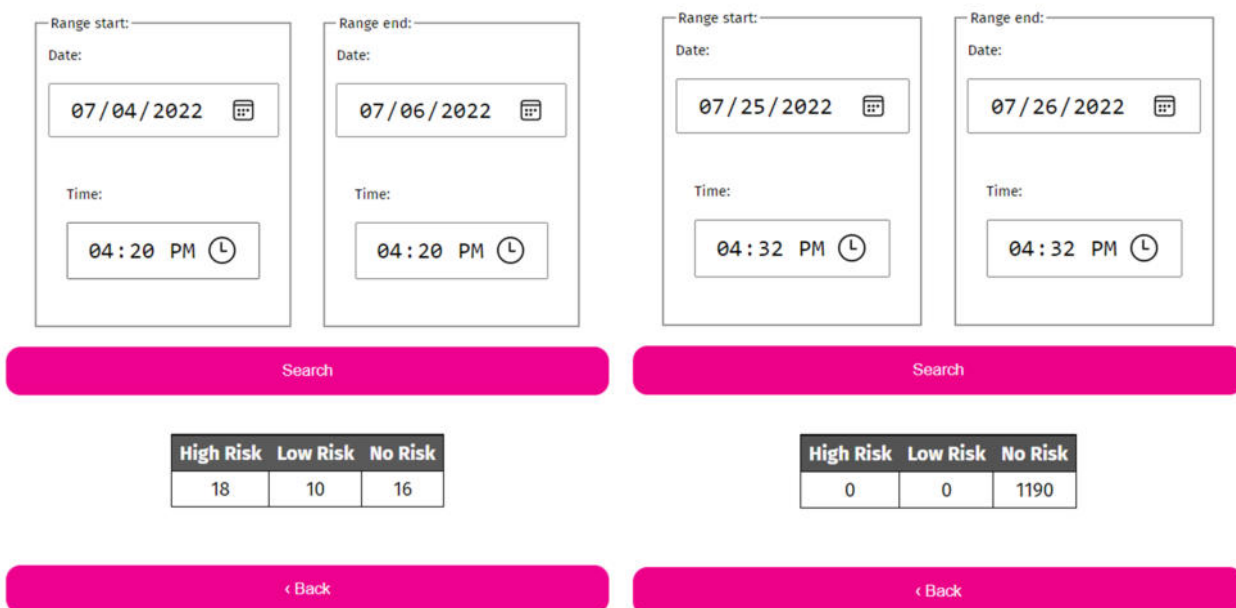 Range start:
Date:
07/04/2022
Time:
04:20 PM
Range end:
Date:
07/06/2022
Time:
04:20 PM
Search
High Risk Low Risk No Risk
18 10 16
‹ Back
Range start:
Date:
07/25/2022
Time:
04:32 PM
Range end:
Date:
07/26/2022
Time:
04:32 PM
Search
High Risk Low Risk No Risk
0 0 1190
‹ Back